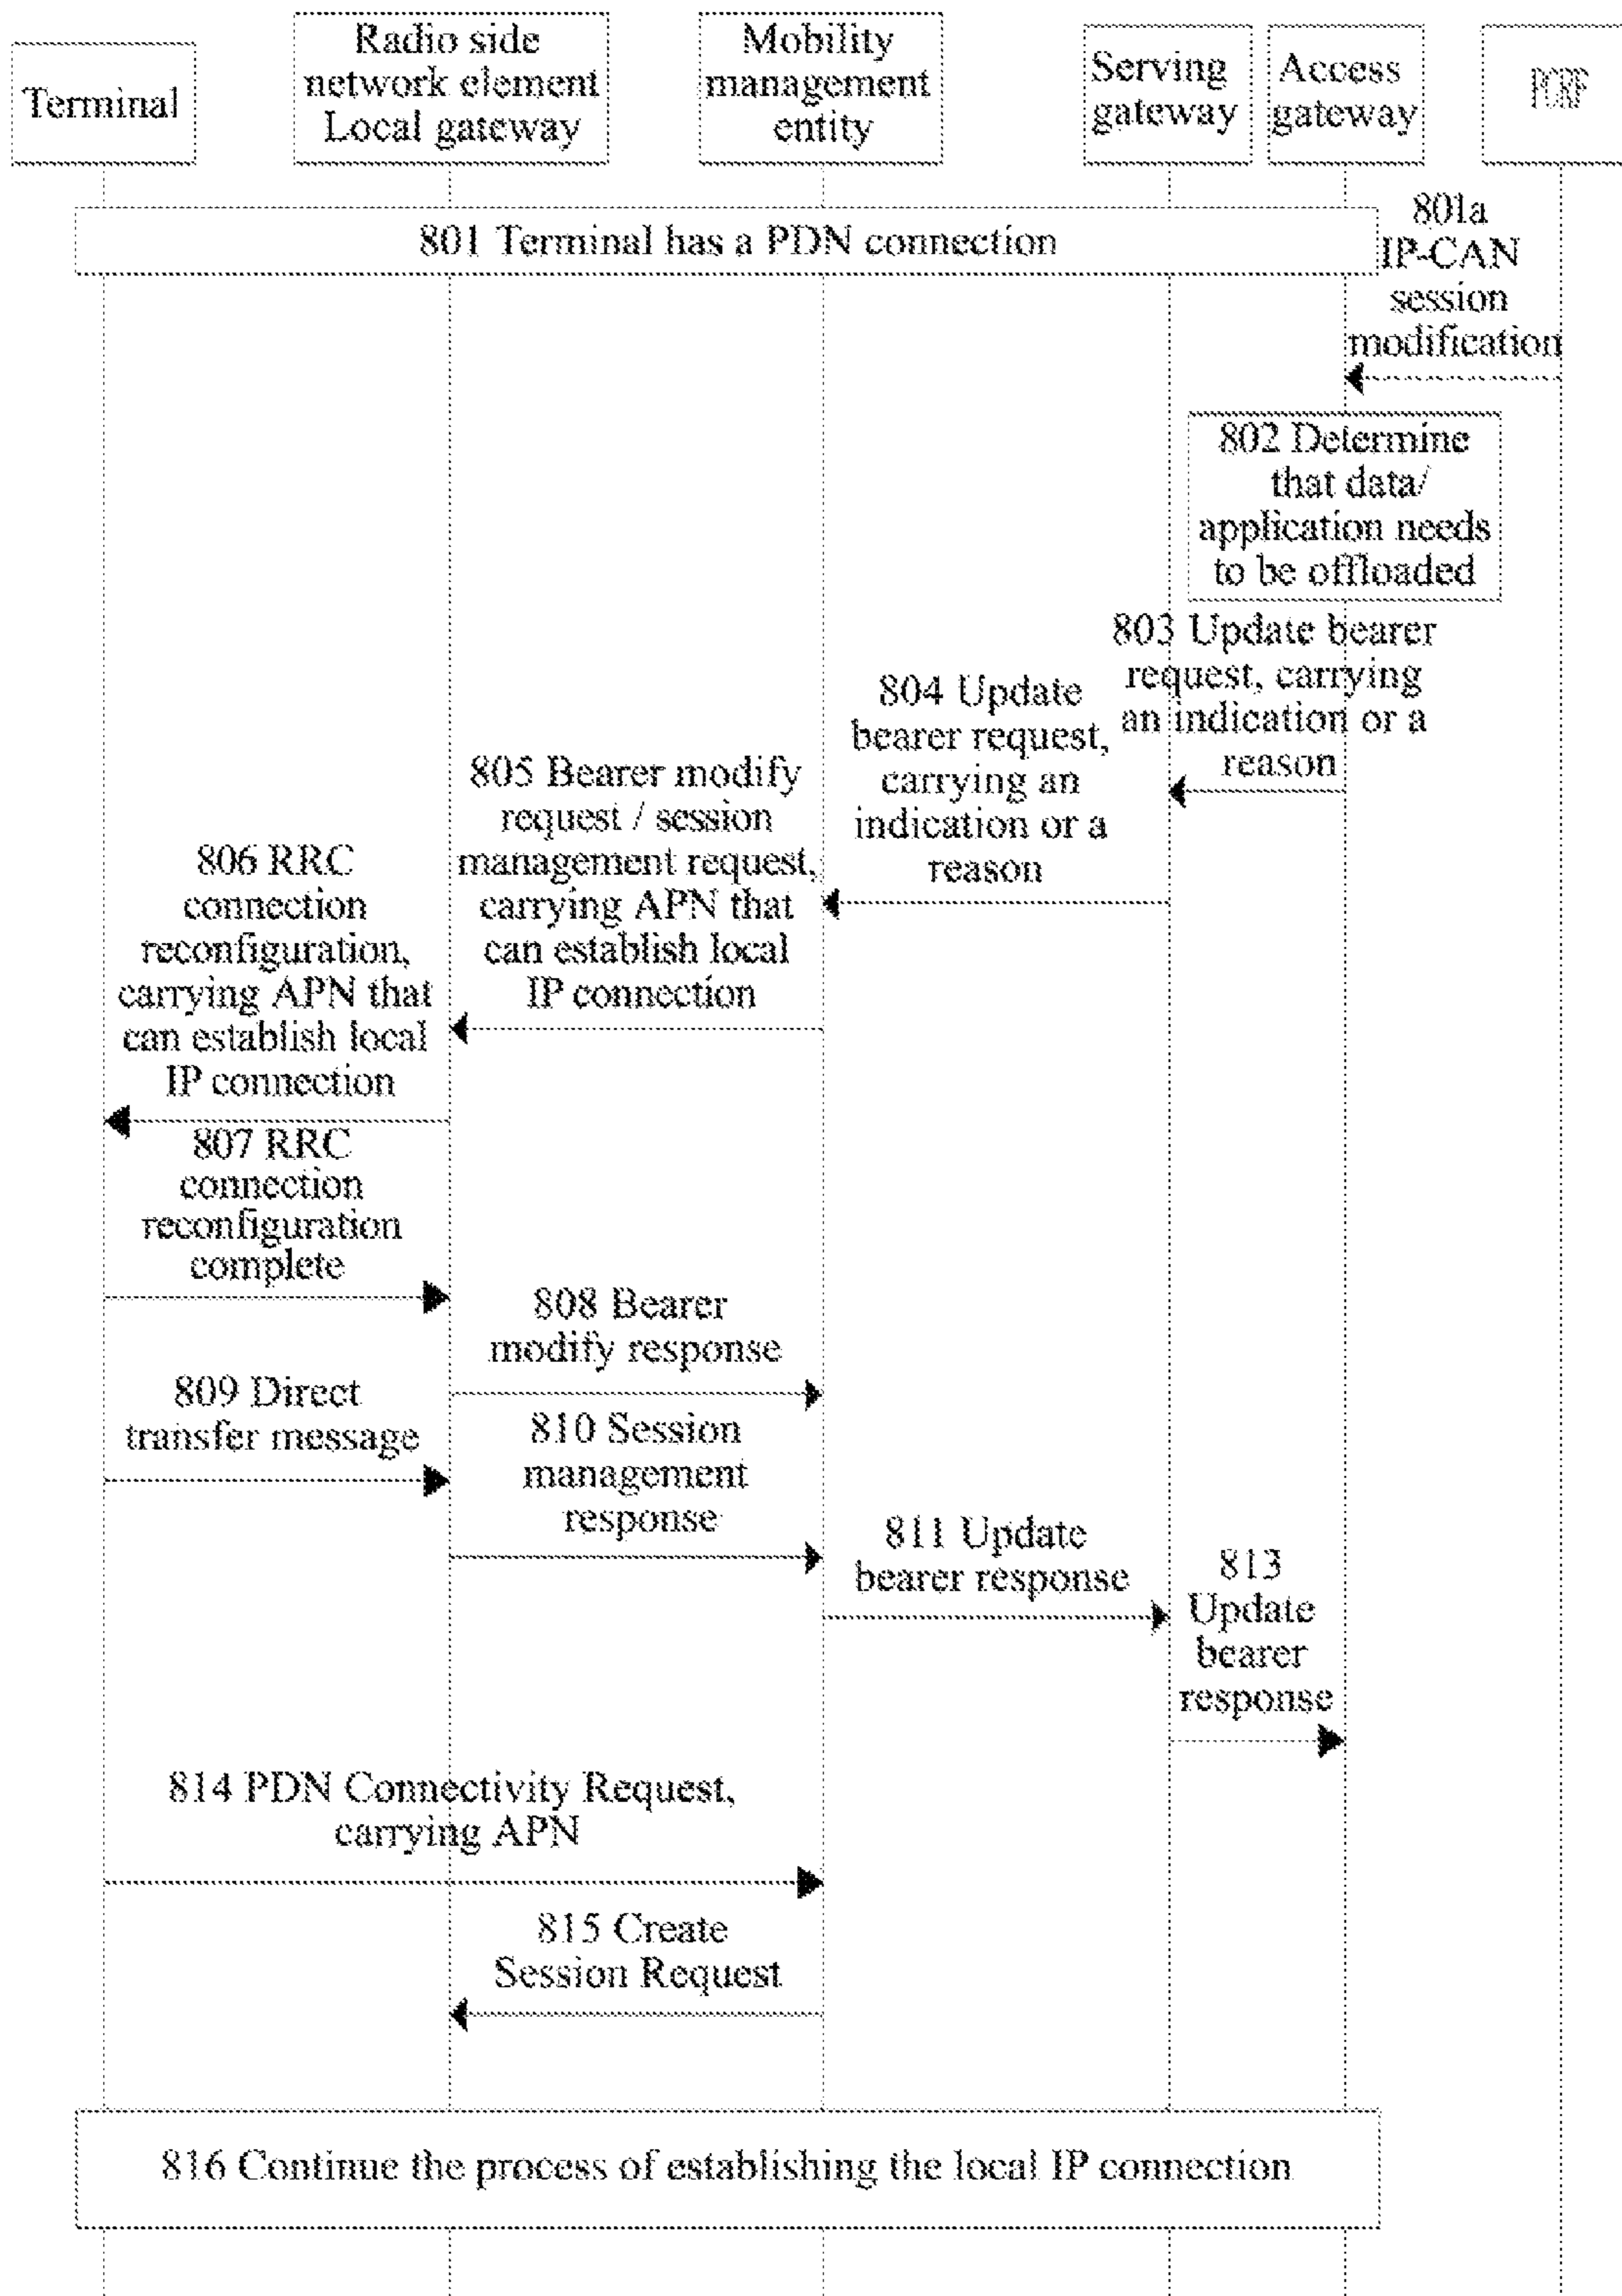 Terminal
Radio side
network element
Local gateway
Mobility
management
entity
Serving
gateway
Access
gateway
PCRF
801 Terminal has a PDN connection
801a
IP-CAN
session
modification
802 Determine
that data/
application needs
to be offloaded
803 Update bearer
request, carrying
an indication or a
reason
804 Update
bearer request,
carrying an
indication or a
reason
805 Bearer modify
request / session
management request,
carrying APN that
can establish local
IP connection
806 RRC
connection
reconfiguration,
carrying APN that
can establish local
IP connection
807 RRC
connection
reconfiguration
complete
808 Bearer
modify response
809 Direct
transfer message
810 Session
management
response
811 Update
bearer response
813
Update
bearer
response
814 PDN Connectivity Request,
carrying APN
815 Create
Session Request
816 Continue the process of establishing the local IP connection